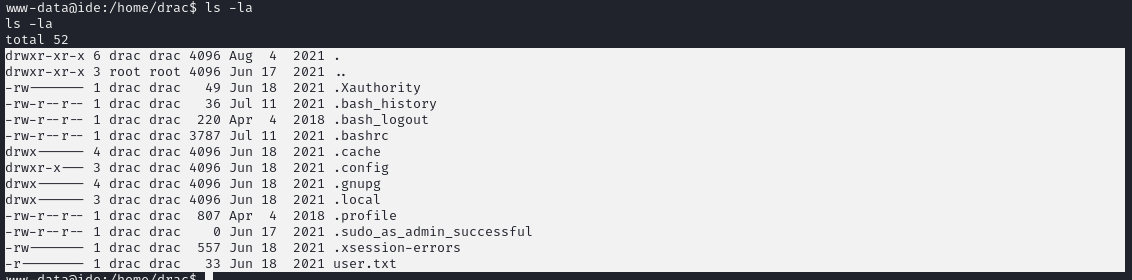 www-data@ide:/home/drac$ ls -la
ls -la
total 52
drwxr-xr-x 6 drac drac 4096 Aug  4  2021 .
drwxr-xr-x 3 root root 4096 Jun 17  2021 ..
-rw------- 1 drac drac   49 Jun 18  2021 .Xauthority
-rw-r--r-- 1 drac drac   36 Jul 11  2021 .bash_history
-rw-r--r-- 1 drac drac  220 Apr  4  2018 .bash_logout
-rw-r--r-- 1 drac drac 3787 Jul 11  2021 .bashrc
drwx------ 4 drac drac 4096 Jun 18  2021 .cache
drwxr-x--- 3 drac drac 4096 Jun 18  2021 .config
drwx------ 4 drac drac 4096 Jun 18  2021 .gnupg
drwx------ 3 drac drac 4096 Jun 18  2021 .local
-rw-r--r-- 1 drac drac  807 Apr  4  2018 .profile
-rw-r--r-- 1 drac drac    0 Jun 17  2021 .sudo_as_admin_successful
-rw------- 1 drac drac  557 Jun 18  2021 .xsession-errors
-r-------- 1 drac drac   33 Jun 18  2021 user.txt
www-data@ide:/home/drac$